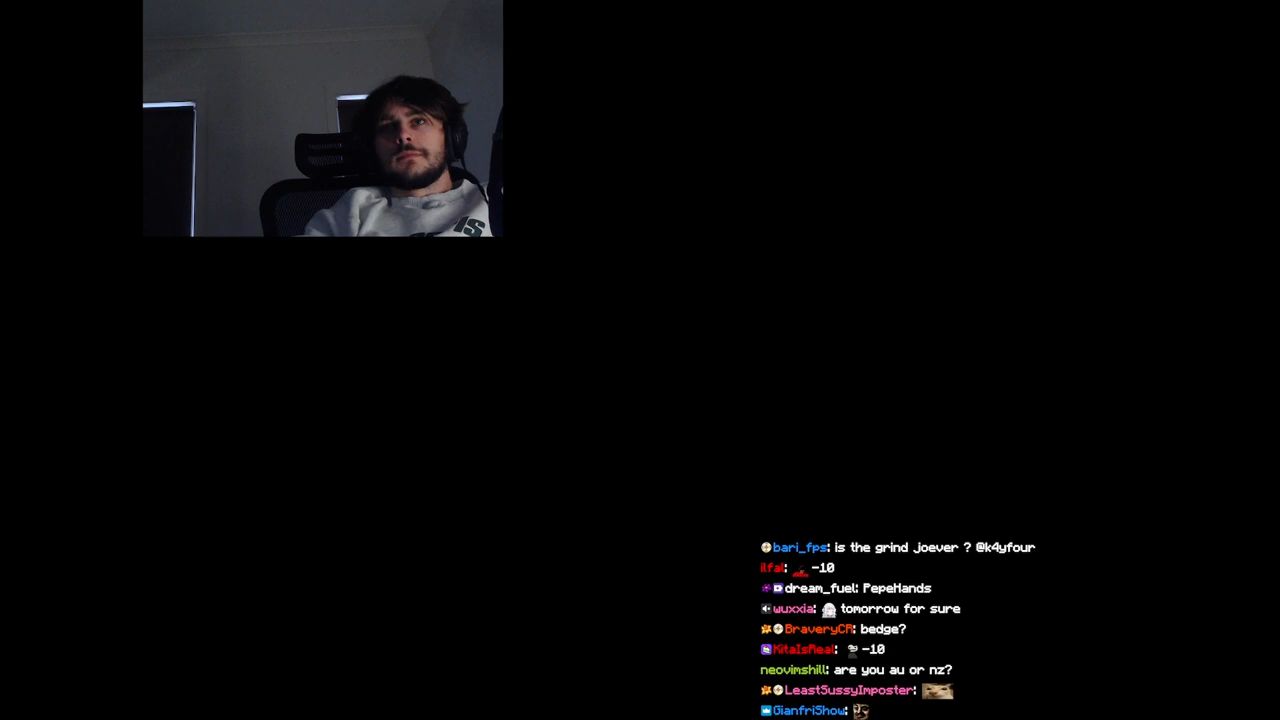 IS
bari_fps: is the grind joever ? @k4yfour
ilfal: -10
dream_fuel: PepeHands
wuxxia: tomorrow for sure
BraveryCR: bedge?
KitaIsReal: -10
neovimshill: are you au or nz?
LeastSussyImposter:
GianfriShow: